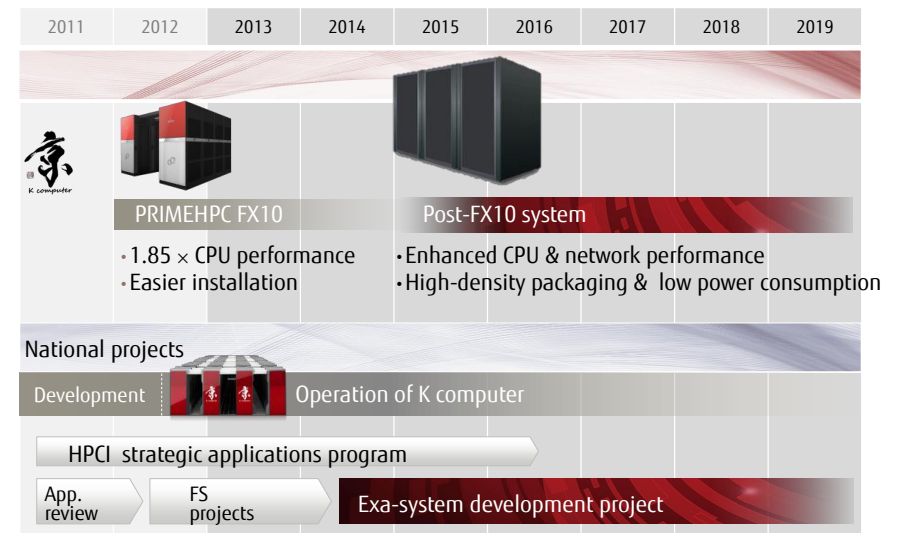 2011 2012 2013 2014 2015 2016 2017 2018 2019
京
K computer
PRIMEHPC FX10
Post-FX10 system
・1.85 × CPU performance
・Easier installation
・Enhanced CPU & network performance
・High-density packaging & low power consumption
National projects
Development
京 京
Operation of K computer
HPCI strategic applications program
App.
review
FS
projects
Exa-system development project